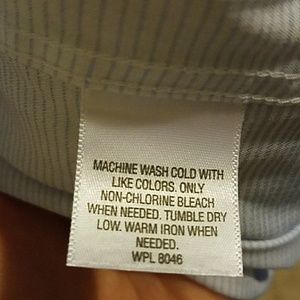 MACHINE WASH COLD WITH
LIKE COLORS. ONLY
NON-CHLORINE BLEACH
WHEN NEEDED. TUMBLE DRY
LOW. WARM IRON WHEN
NEEDED.
WPL 8046